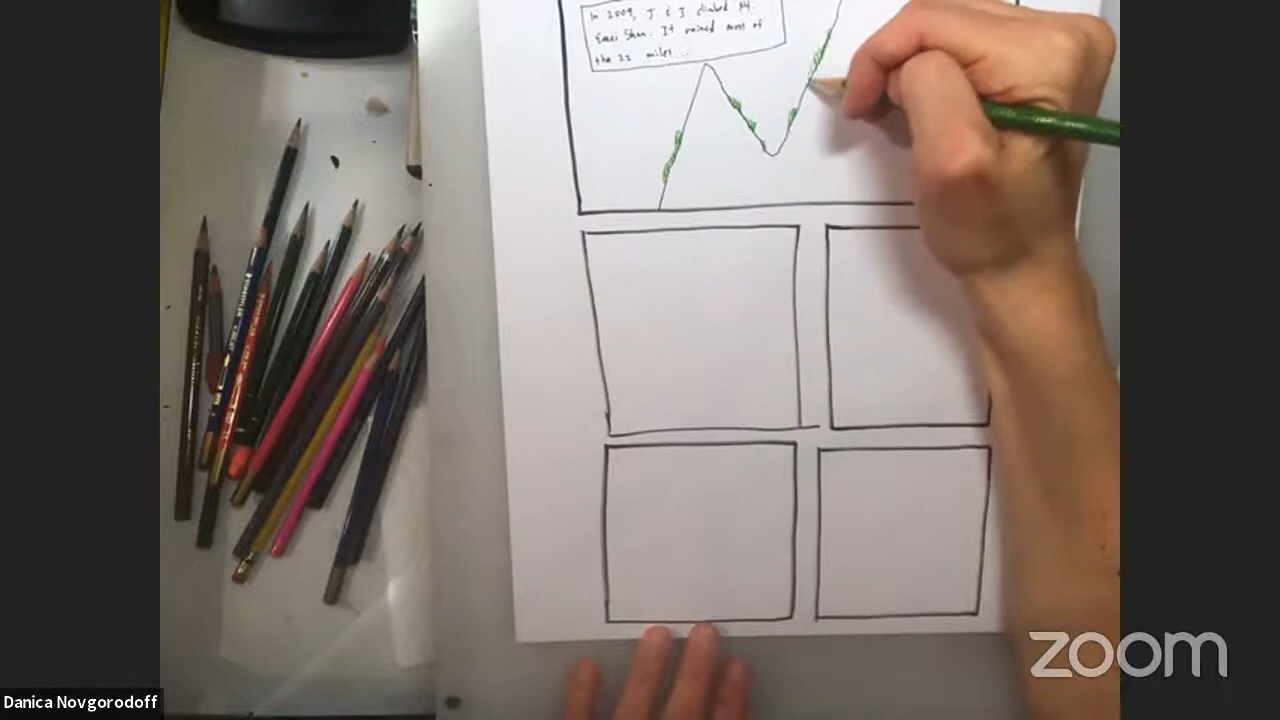 In 2009, J & I climbed Mt.
Emei Shan. It rained most of
the 22 miles...
zoom
Danica Novgorodoff